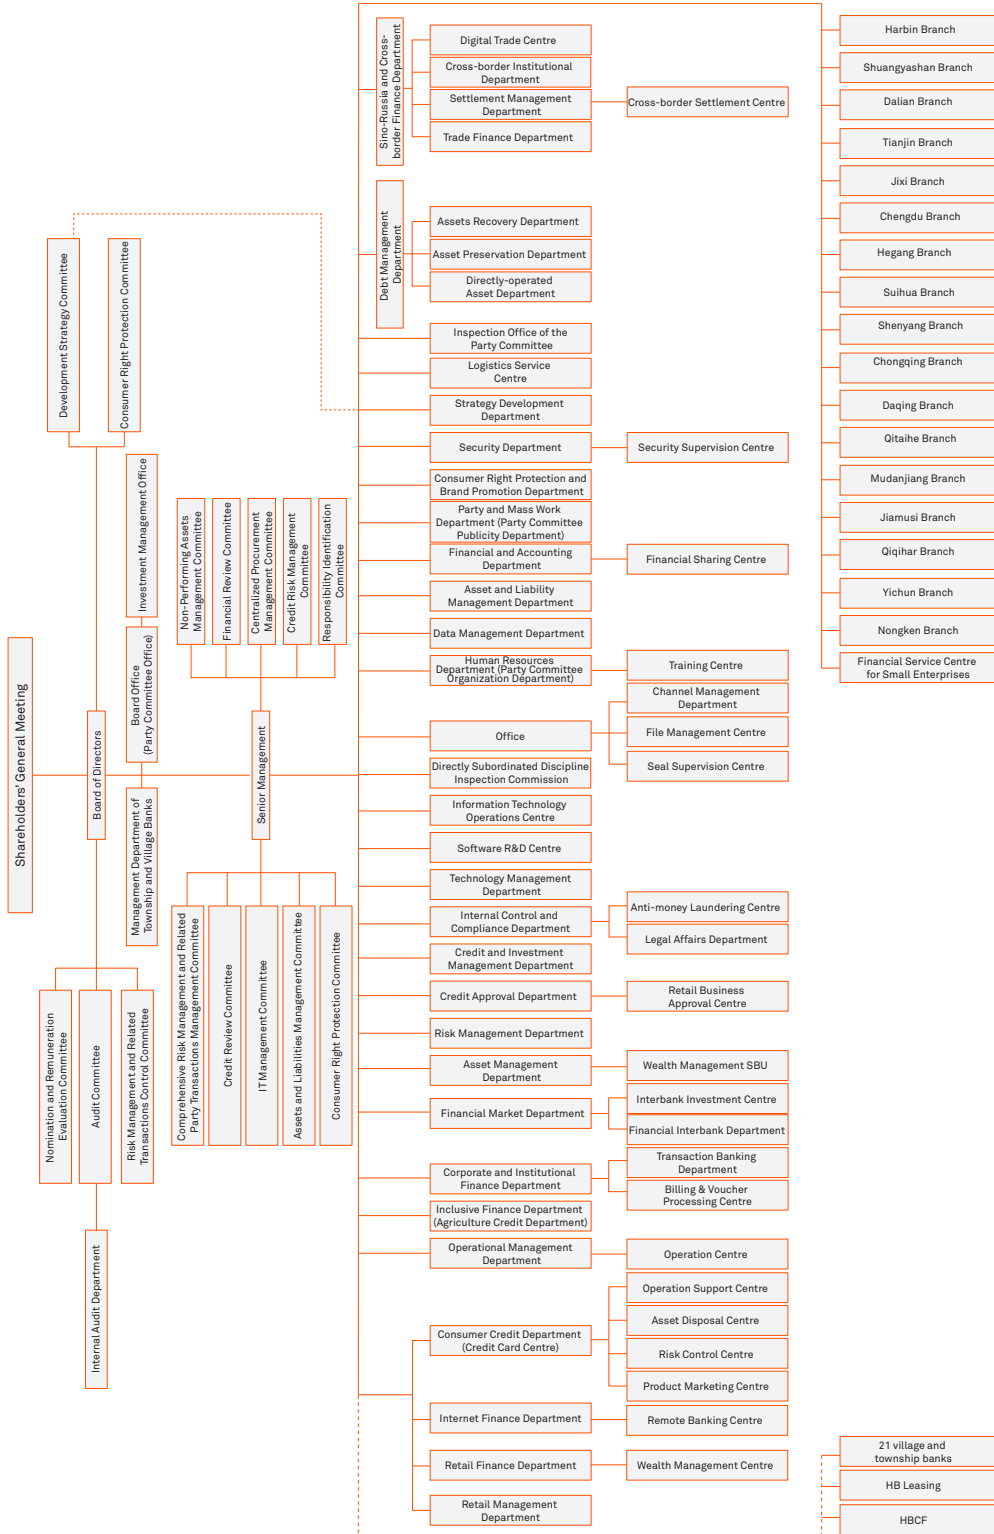 Shareholders' General Meeting
Board of Directors
Development Strategy Committee
Consumer Right Protection Committee
Investment Management Office
Board Office
(Party Committee Office)
Management Department of
Township and Village Banks
Nomination and Remuneration
Evaluation Committee
Audit Committee
Risk Management and Related
Transactions Control Committee
Internal Audit Department
Senior Management
Non-Performing Assets
Management Committee
Financial Review Committee
Centralized Procurement
Management Committee
Credit Risk Management
Committee
Responsibility Identification
Committee
Comprehensive Risk Management and Related
Party Transactions Management Committee
Credit Review Committee
IT Management Committee
Assets and Liabilities Management Committee
Consumer Right Protection Committee
Sino-Russia and Cross-
border Finance Department
Digital Trade Centre
Cross-border Institutional
Department
Settlement Management
Department
Cross-border Settlement Centre
Trade Finance Department
Debt Management
Department
Assets Recovery Department
Asset Preservation Department
Directly-operated
Asset Department
Inspection Office of the
Party Committee
Logistics Service
Centre
Strategy Development
Department
Security Department
Security Supervision Centre
Consumer Right Protection and
Brand Promotion Department
Party and Mass Work
Department (Party Committee
Publicity Department)
Financial and Accounting
Department
Financial Sharing Centre
Asset and Liability
Management Department
Data Management Department
Human Resources
Department (Party Committee
Organization Department)
Training Centre
Office
Channel Management
Department
File Management Centre
Seal Supervision Centre
Directly Subordinated Discipline
Inspection Commission
Information Technology
Operations Centre
Software R&D Centre
Technology Management
Department
Internal Control and
Compliance Department
Anti-money Laundering Centre
Legal Affairs Department
Credit and Investment
Management Department
Credit Approval Department
Retail Business
Approval Centre
Risk Management Department
Asset Management
Department
Wealth Management SBU
Financial Market Department
Interbank Investment Centre
Financial Interbank Department
Corporate and Institutional
Finance Department
Transaction Banking
Department
Billing & Voucher
Processing Centre
Inclusive Finance Department
(Agriculture Credit Department)
Operational Management
Department
Operation Centre
Consumer Credit Department
(Credit Card Centre)
Operation Support Centre
Asset Disposal Centre
Risk Control Centre
Product Marketing Centre
Internet Finance Department
Remote Banking Centre
Retail Finance Department
Wealth Management Centre
Retail Management
Department
Harbin Branch
Shuangyashan Branch
Dalian Branch
Tianjin Branch
Jixi Branch
Chengdu Branch
Hegang Branch
Suihua Branch
Shenyang Branch
Chongqing Branch
Daqing Branch
Qitaihe Branch
Mudanjiang Branch
Jiamusi Branch
Qiqihar Branch
Yichun Branch
Nongken Branch
Financial Service Centre
for Small Enterprises
21 village and
township banks
HB Leasing
HBCF